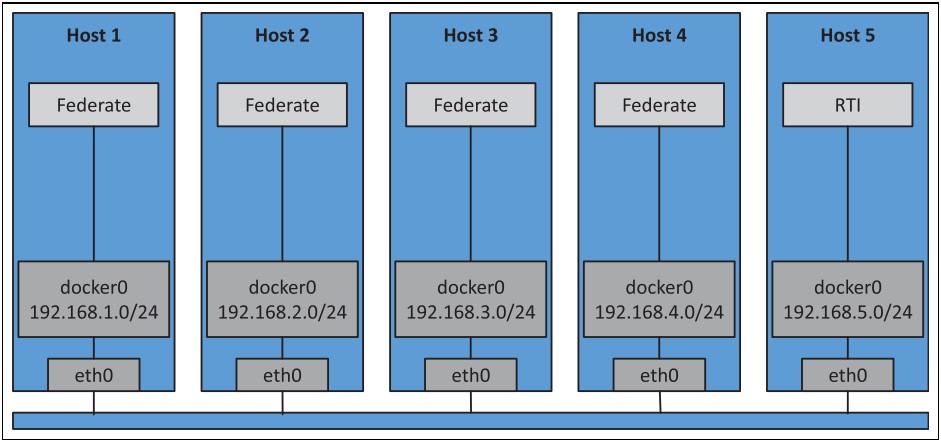 Host 1
Federate
docker0
192.168.1.0/24
eth0
Host 2
Federate
docker0
192.168.2.0/24
eth0
Host 3
Federate
docker0
192.168.3.0/24
eth0
Host 4
Federate
docker0
192.168.4.0/24
eth0
Host 5
RTI
docker0
192.168.5.0/24
eth0